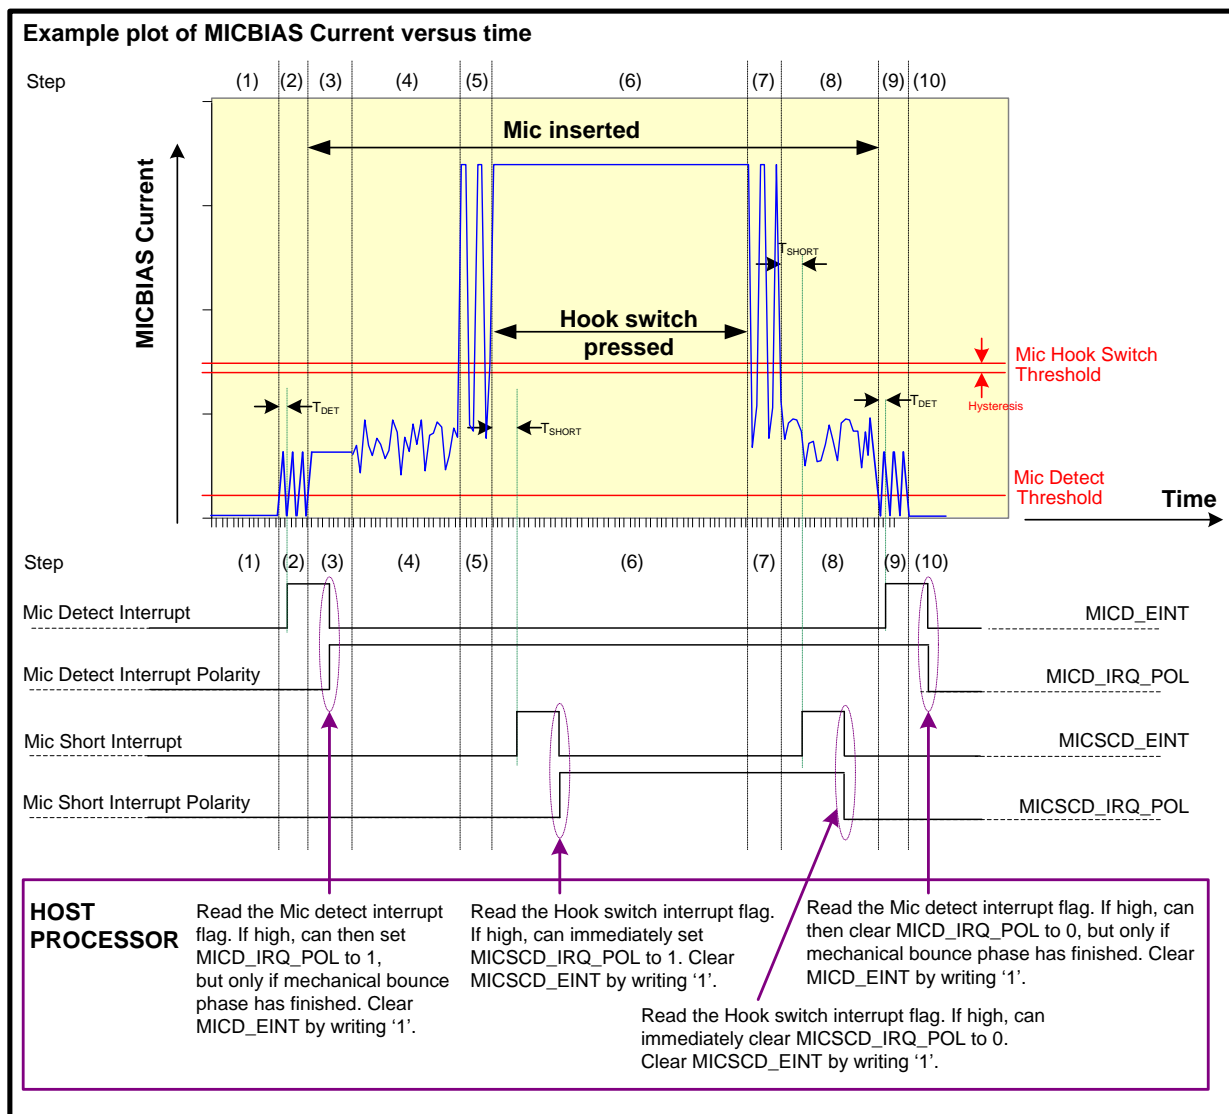 Example plot of MICBIAS Current versus time
Step (1) (2) (3) (4) (5) (6) (7) (8) (9) (10)
Mic inserted
MICBIAS Current
TSHORT
Hook switch
pressed
Mic Hook Switch
Threshold
Hysteresis
TDET
TSHORT
TDET
Mic Detect
Threshold
Time
Step (1) (2) (3) (4) (5) (6) (7) (8) (9) (10)
Mic Detect Interrupt MICD_EINT
Mic Detect Interrupt Polarity MICD_IRQ_POL
Mic Short Interrupt MICSCD_EINT
Mic Short Interrupt Polarity MICSCD_IRQ_POL
HOST
PROCESSOR
Read the Mic detect interrupt
flag. If high, can then set
MICD_IRQ_POL to 1,
but only if mechanical bounce
phase has finished. Clear
MICD_EINT by writing ‘1’.
Read the Hook switch interrupt flag.
If high, can immediately set
MICSCD_IRQ_POL to 1. Clear
MICSCD_EINT by writing ‘1’.
Read the Mic detect interrupt flag. If high, can
then clear MICD_IRQ_POL to 0, but only if
mechanical bounce phase has finished. Clear
MICD_EINT by writing ‘1’.
Read the Hook switch interrupt flag. If high, can
immediately clear MICSCD_IRQ_POL to 0.
Clear MICSCD_EINT by writing ‘1’.